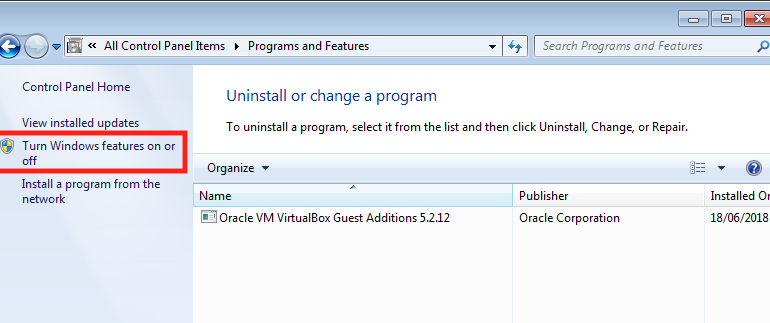 « All Control Panel Items Programs and Features Search Programs and Features
Control Panel Home
View installed updates
Turn Windows features on or
off
Install a program from the
network
Uninstall or change a program
To uninstall a program, select it from the list and then click Uninstall, Change, or Repair.
Organize
Name Publisher Installed On
Oracle VM VirtualBox Guest Additions 5.2.12 Oracle Corporation 18/06/2018